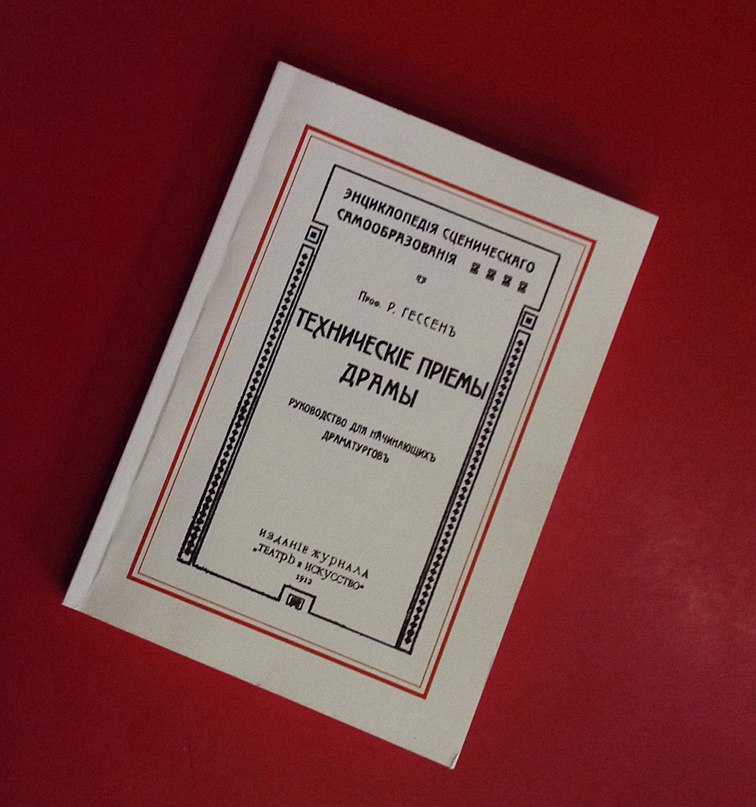 ЭНЦИКЛОПЕДІЯ СЦЕНИЧЕСКАГО
САМООБРАЗОВАНІЯ
Проф. Р. ГЕССЕНЪ
ТЕХНИЧЕСКІЕ ПРІЕМЫ
ДРАМЫ
РУКОВОДСТВО ДЛЯ НАЧИНАЮЩИХЪ
ДРАМАТУРГОВЪ
ИЗДАНІЕ ЖУРНАЛА
„ТЕАТРЪ и ИСКУССТВО“
1912